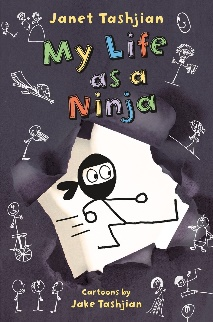 Janet Tashjian
My Life
as a
Ninja
Cartoons by
Jake Tashjian